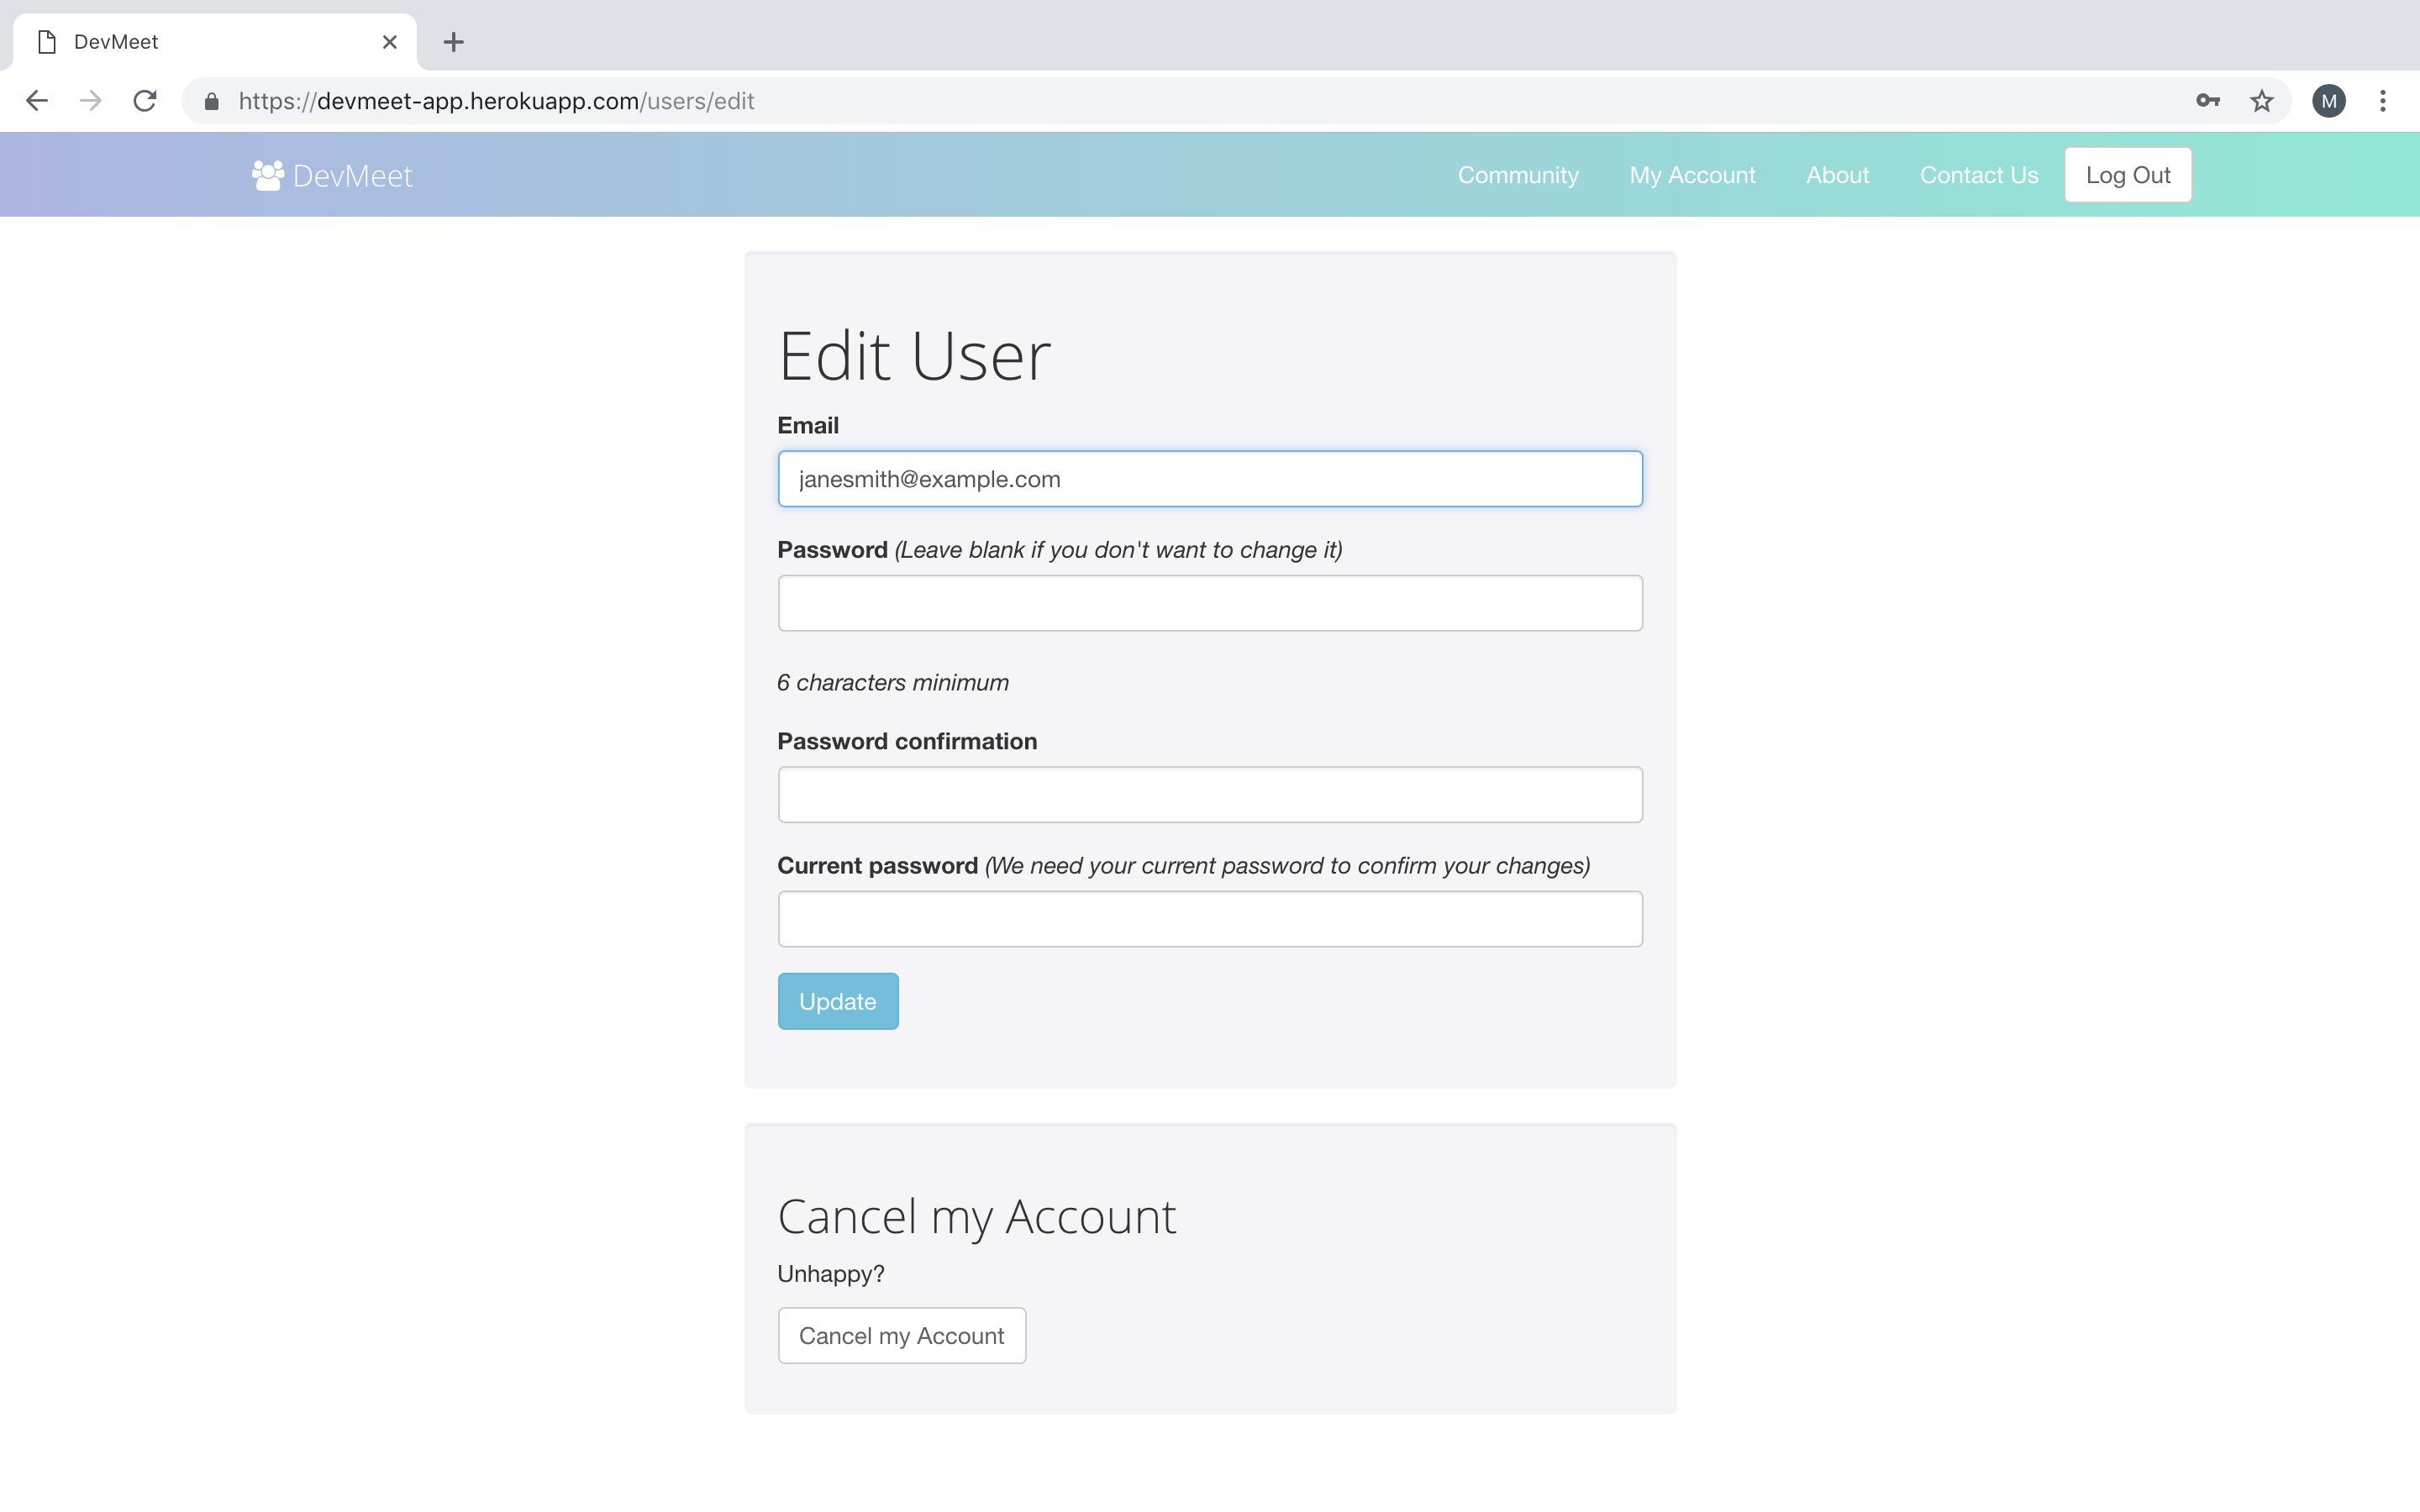 DevMeet
https://devmeet-app.herokuapp.com/users/edit
M
DevMeet
Community
My Account
About
Contact Us
Log Out
Edit User
Email
janesmith@example.com
Password (Leave blank if you don't want to change it)
6 characters minimum
Password confirmation
Current password (We need your current password to confirm your changes)
Update
Cancel my Account
Unhappy?
Cancel my Account